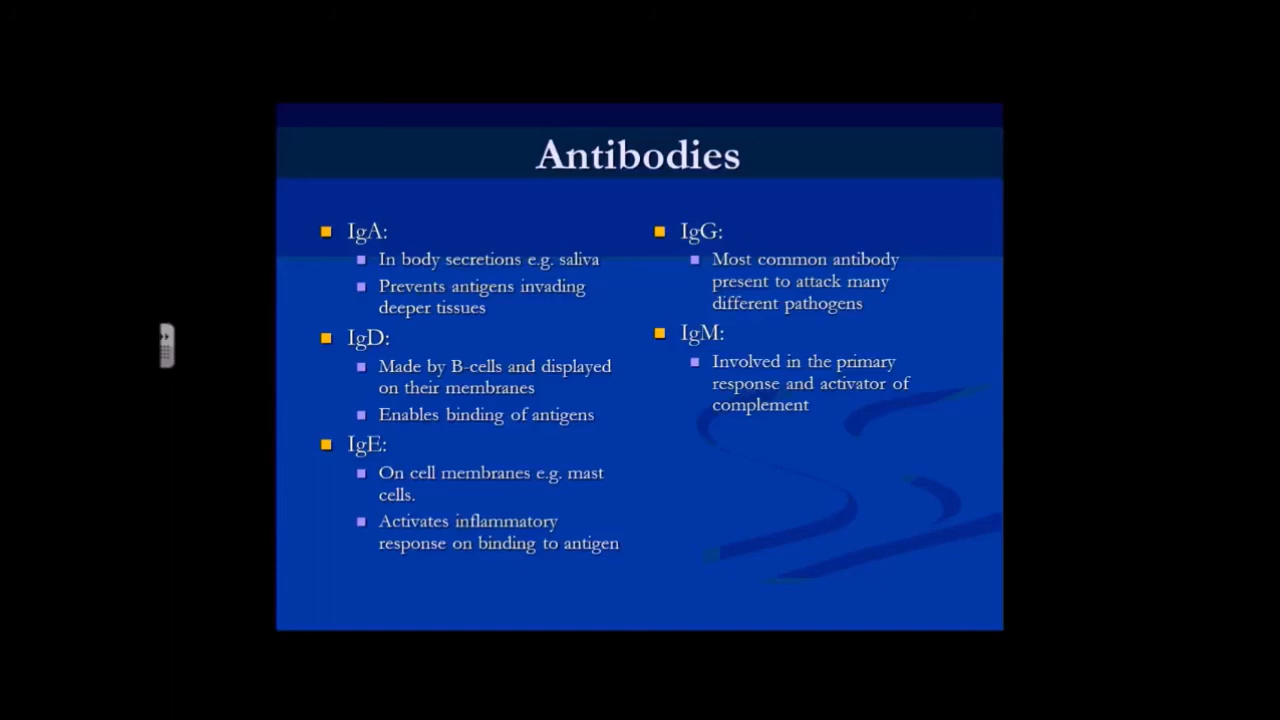 Antibodies
IgA:
In body secretions e.g. saliva
Prevents antigens invading
deeper tissues
IgD:
Made by B-cells and displayed
on their membranes
Enables binding of antigens
IgE:
On cell membranes e.g. mast
cells.
Activates inflammatory
response on binding to antigen
IgG:
Most common antibody
present to attack many
different pathogens
IgM:
Involved in the primary
response and activator of
complement